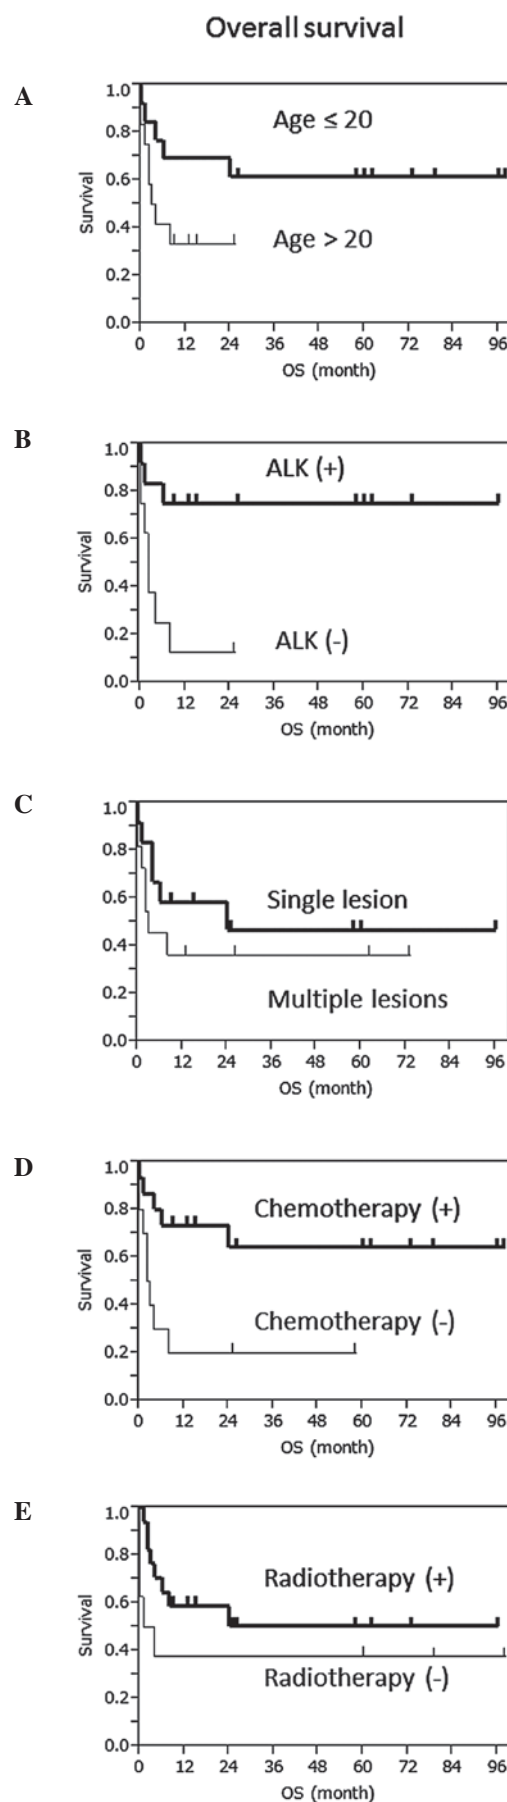 Overall survival
A
1.0
0.8
0.6
0.4
0.2
0.0
Survival
Age ≤ 20
Age > 20
0 12 24 36 48 60 72 84 96
OS (month)
B
1.0
0.8
0.6
0.4
0.2
0.0
Survival
ALK (+)
ALK (-)
0 12 24 36 48 60 72 84 96
OS (month)
C
1.0
0.8
0.6
0.4
0.2
0.0
Survival
Single lesion
Multiple lesions
0 12 24 36 48 60 72 84 96
OS (month)
D
1.0
0.8
0.6
0.4
0.2
0.0
Survival
Chemotherapy (+)
Chemotherapy (-)
0 12 24 36 48 60 72 84 96
OS (month)
E
1.0
0.8
0.6
0.4
0.2
0.0
Survival
Radiotherapy (+)
Radiotherapy (-)
0 12 24 36 48 60 72 84 96
OS (month)